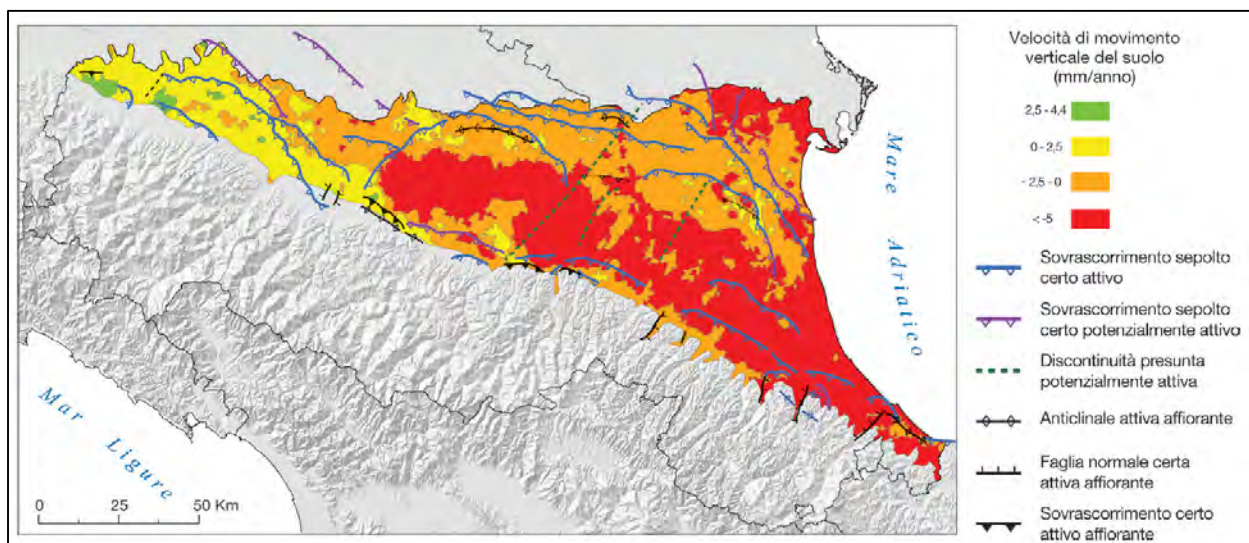 Velocità di movimento
verticale del suolo
(mm/anno)
2,5 - 4,4
0 - 2,5
- 2,5 - 0
< -5
Sovrascorrimento sepolto
certo attivo
Sovrascorrimento sepolto
certo potenzialmente attivo
Discontinuità presunta
potenzialmente attiva
Anticlinale attiva affiorante
Faglia normale certa
attiva affiorante
Sovrascorrimento certo
attivo affiorante
Mare Adriatico
Mar Ligure
0 25 50 Km